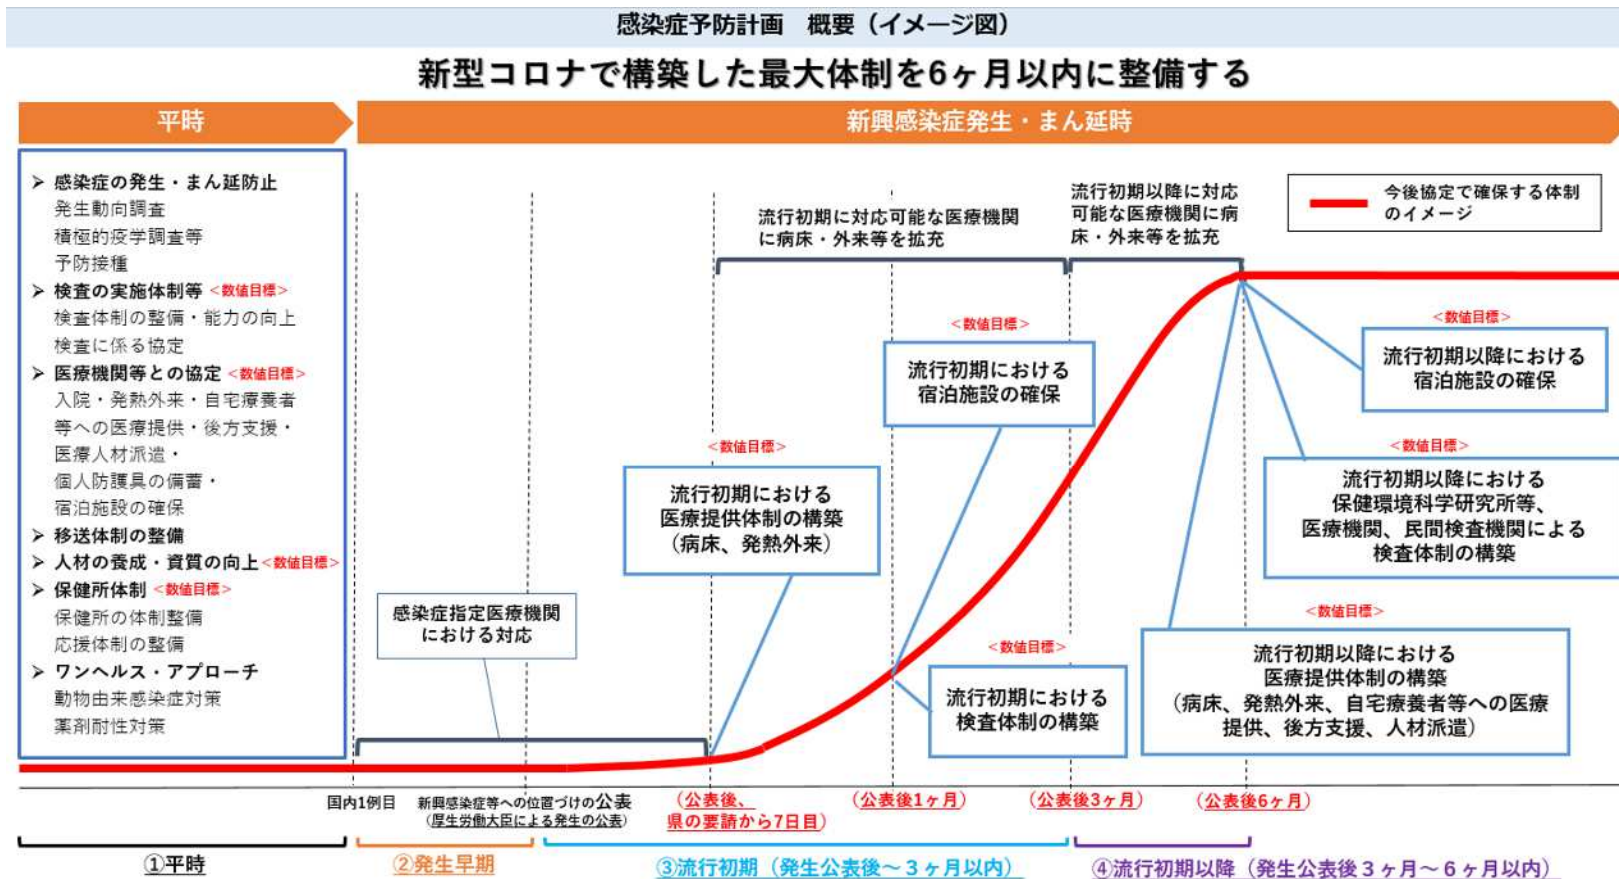 感染症予防計画　概要（イメージ図）
新型コロナで構築した最大体制を6ヶ月以内に整備する
平時
新興感染症発生・まん延時
➢ 感染症の発生・まん延防止
発生動向調査
積極的疫学調査等
予防接種
➢ 検査の実施体制等 <数値目標>
検査体制の整備・能力の向上
検査に係る協定
➢ 医療機関等との協定 <数値目標>
入院・発熱外来・自宅療養者
等への医療提供・後方支援・
医療人材派遣・
個人防護具の備蓄・
宿泊施設の確保
➢ 移送体制の整備
➢ 人材の養成・資質の向上 <数値目標>
➢ 保健所体制 <数値目標>
保健所の体制整備
応援体制の整備
➢ ワンヘルス・アプローチ
動物由来感染症対策
薬剤耐性対策
流行初期に対応可能な医療機関
に病床・外来等を拡充
流行初期以降に対応
可能な医療機関に病
床・外来等を拡充
今後協定で確保する体制
のイメージ
感染症指定医療機関
における対応
<数値目標>
流行初期における
医療提供体制の構築
（病床、発熱外来）
<数値目標>
流行初期における
宿泊施設の確保
<数値目標>
流行初期における
検査体制の構築
<数値目標>
流行初期以降における
宿泊施設の確保
<数値目標>
流行初期以降における
保健環境科学研究所等、
医療機関、民間検査機関による
検査体制の構築
<数値目標>
流行初期以降における
医療提供体制の構築
（病床、発熱外来、自宅療養者等への医療
提供、後方支援、人材派遣）
国内1例目
新興感染症等への位置づけの公表
（厚生労働大臣による発生の公表）
（公表後、
県の要請から7日目）
（公表後1ヶ月）
（公表後3ヶ月）
（公表後6ヶ月）
①平時
②発生早期
③流行初期（発生公表後～３ヶ月以内）
④流行初期以降（発生公表後３ヶ月～６ヶ月以内）